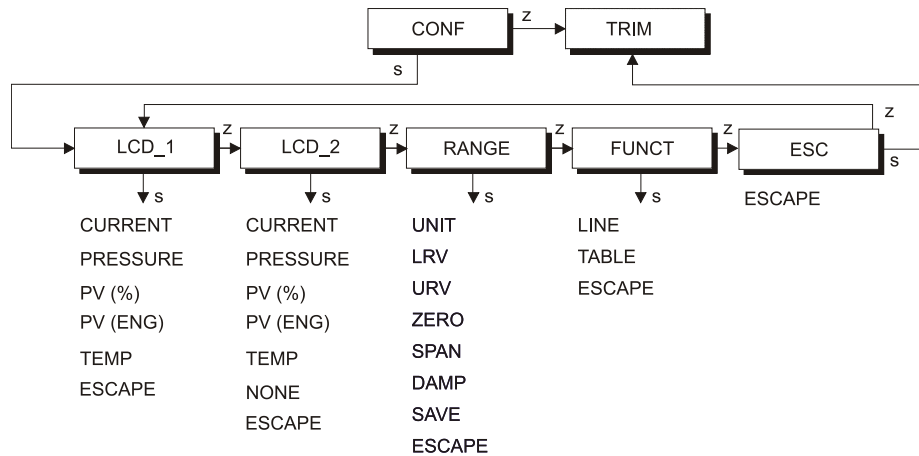 CONF
z
TRIM
s
z
LCD_1
z
LCD_2
z
RANGE
z
FUNCT
z
ESC
s
s
s
s
s
CURRENT
PRESSURE
PV (%)
PV (ENG)
TEMP
ESCAPE
CURRENT
PRESSURE
PV (%)
PV (ENG)
TEMP
NONE
ESCAPE
UNIT
LRV
URV
ZERO
SPAN
DAMP
SAVE
ESCAPE
LINE
TABLE
ESCAPE
ESCAPE